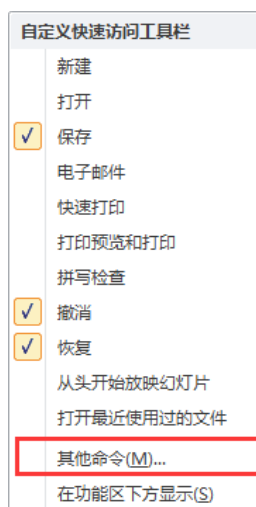 自定义快速访问工具栏
新建
打开
保存
电子邮件
快速打印
打印预览和打印
拼写检查
撤消
恢复
从头开始放映幻灯片
打开最近使用过的文件
其他命令(M)...
在功能区下方显示(S)